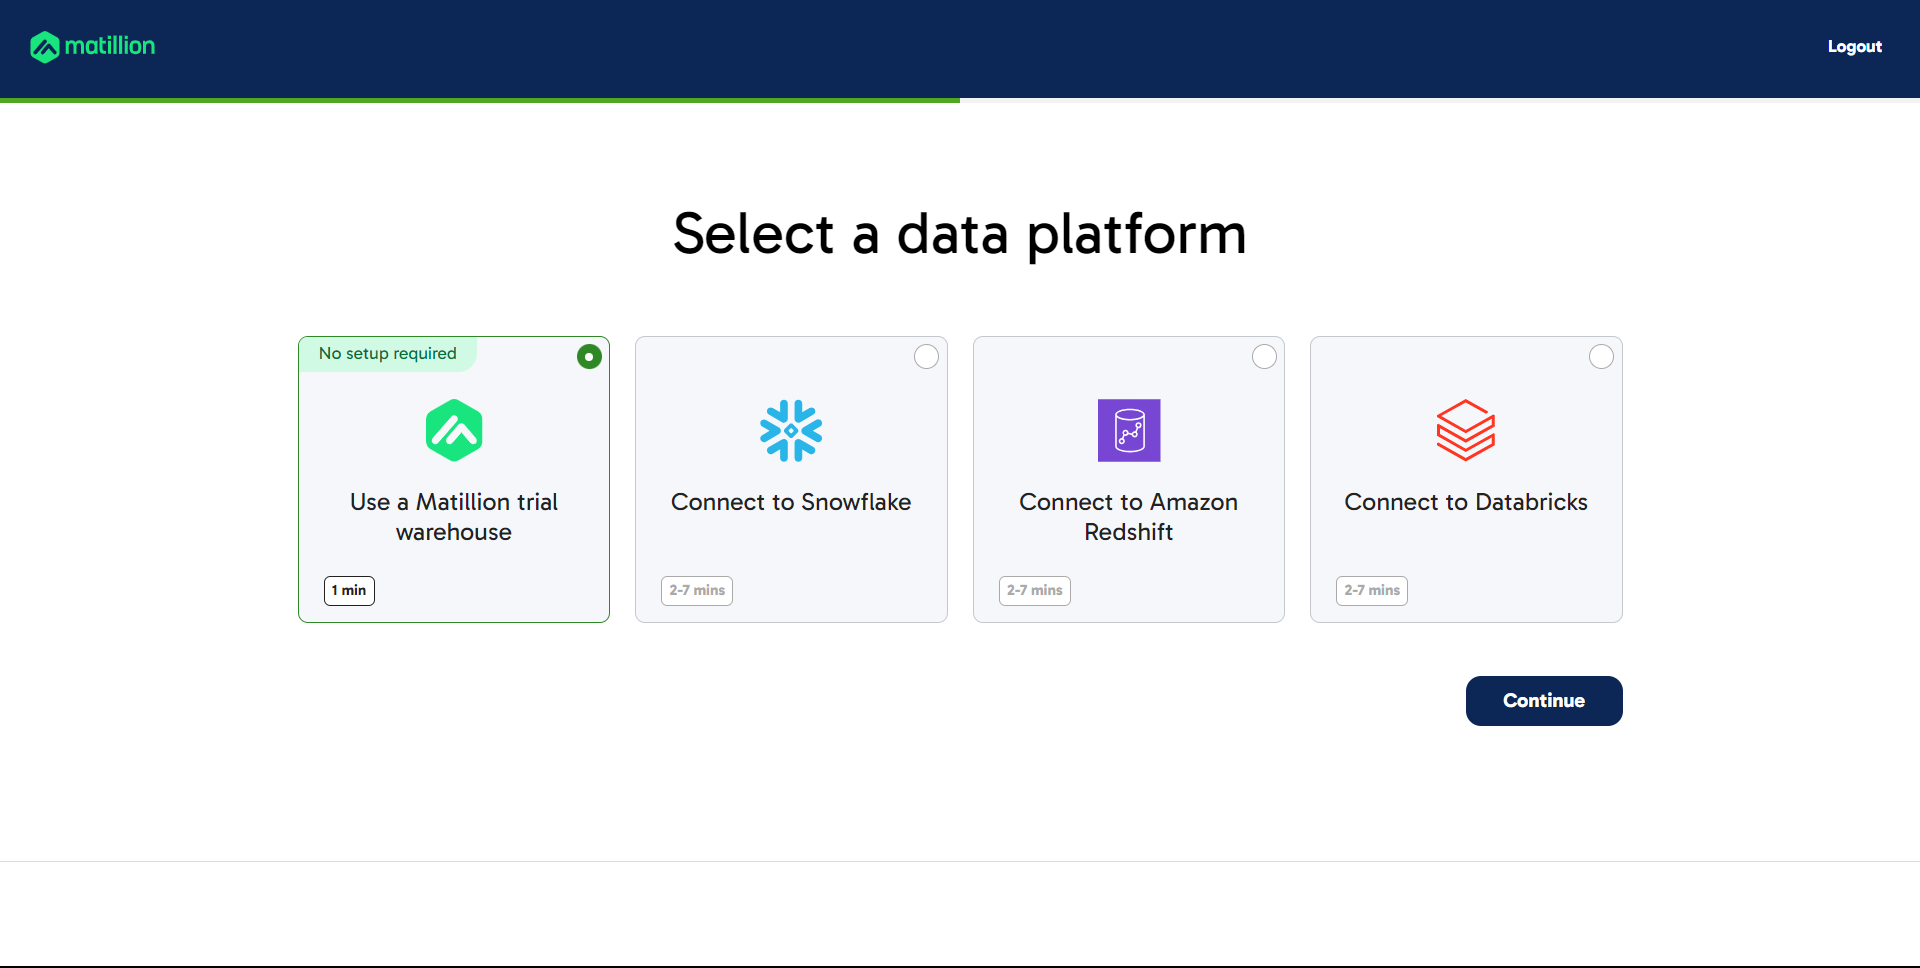 matillion
Logout
Select a data platform
No setup required
Use a Matillion trial
warehouse
1 min
Connect to Snowflake
2-7 mins
Connect to Amazon
Redshift
2-7 mins
Connect to Databricks
2-7 mins
Continue